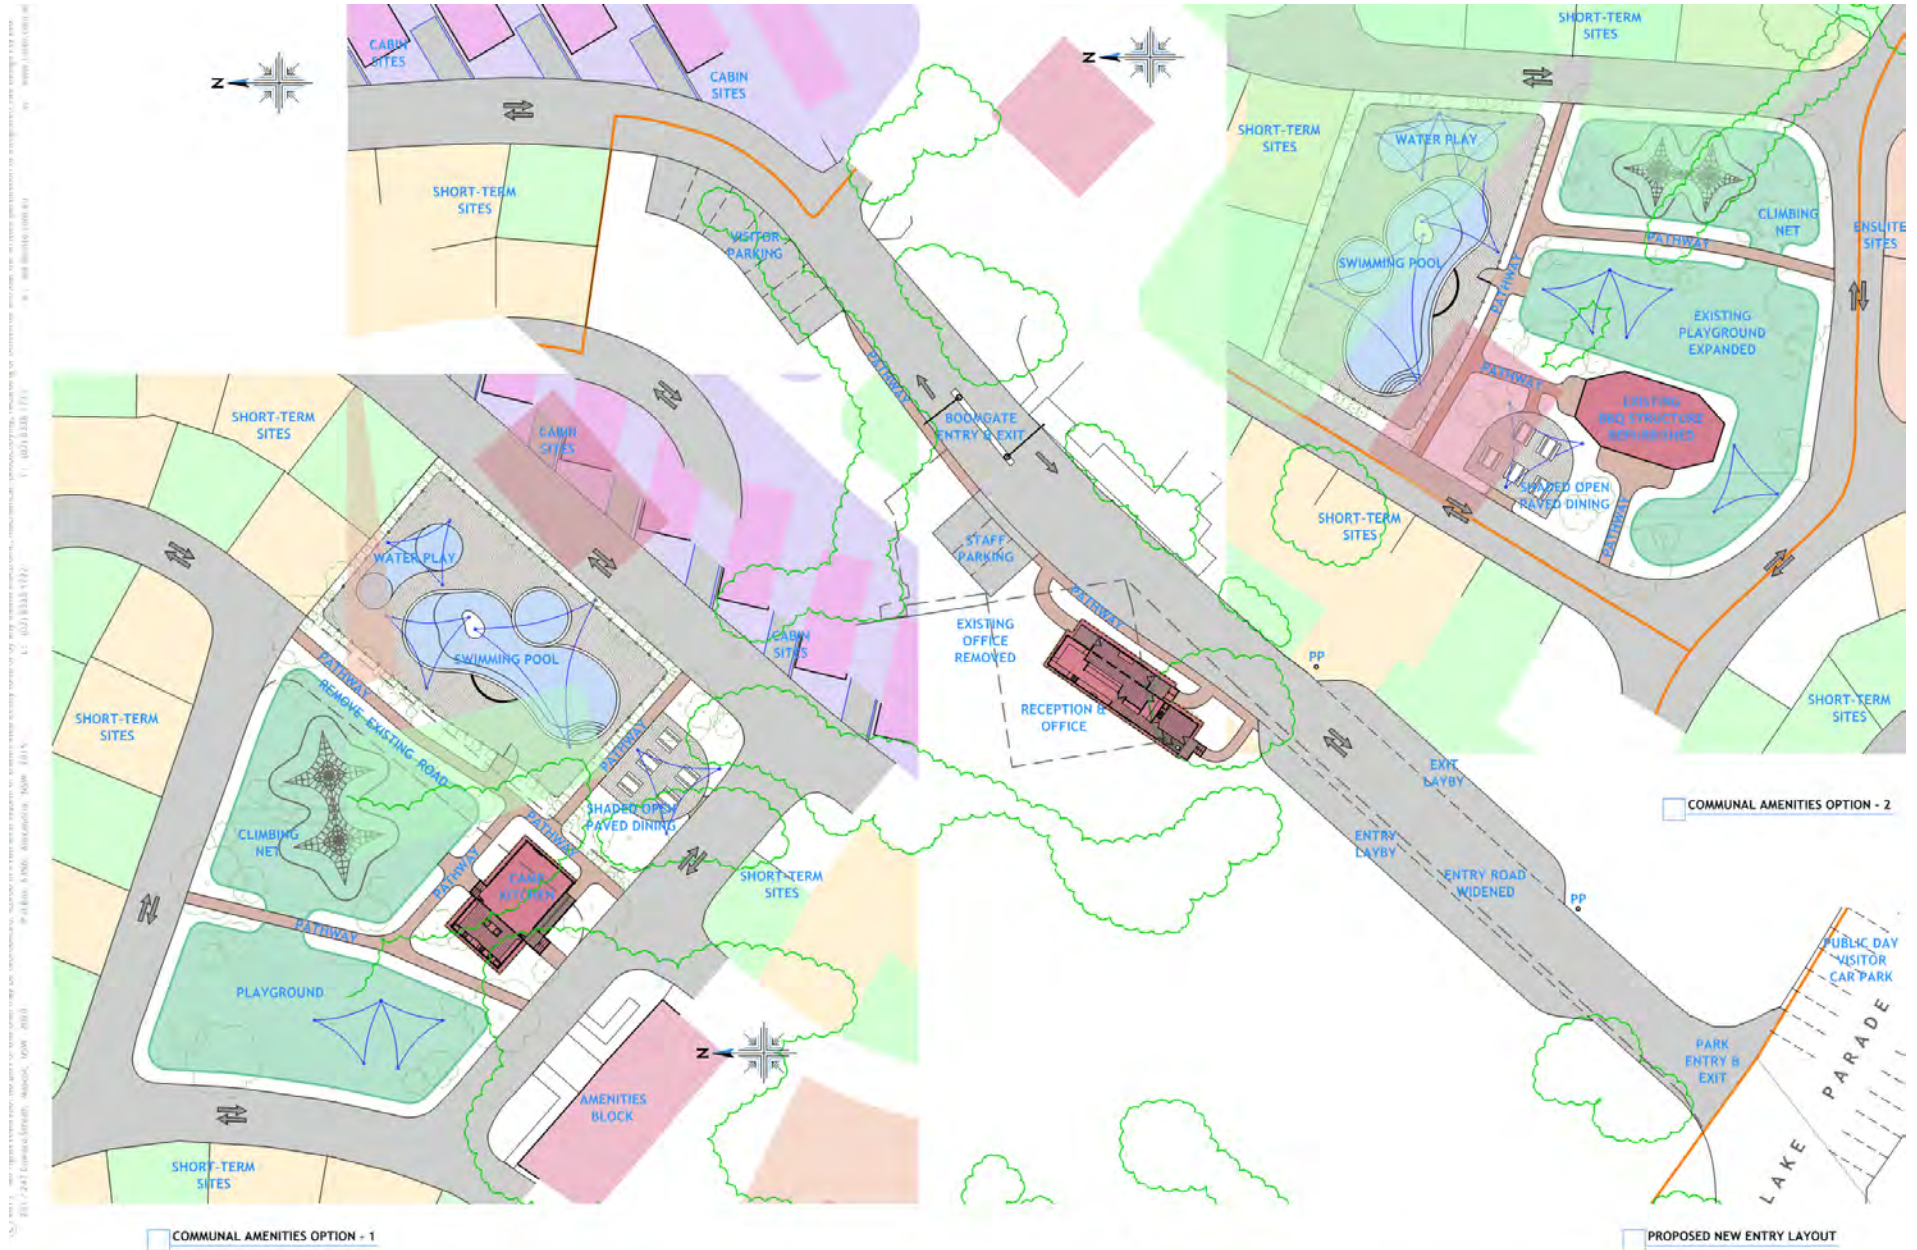 CABIN
SITES
CABIN
SITES
N
N
SHORT-TERM
SITES
SHORT-TERM
SITES
WATER PLAY
SHORT-TERM
SITES
CLIMBING
NET
PATHWAY
ENSUITE
SITES
SWIMMING POOL
PATHWAY
VISITOR
PARKING
EXISTING
PLAYGROUND
EXPANDED
PATHWAY
PATHWAY
EXISTING
BBQ STRUCTURE
REFURBISHED
BOOMGATE
ENTRY & EXIT
SHADED OPEN
PAVED DINING
PATHWAY
SHORT-TERM
SITES
SHORT-TERM
SITES
CABIN
SITES
STAFF
PARKING
WATER PLAY
PATHWAY
EXISTING
OFFICE
REMOVED
CABIN
SITES
PP
SWIMMING POOL
PATHWAY
REMOVE EXISTING ROAD
RECEPTION &
OFFICE
SHORT-TERM
SITES
SHORT-TERM
SITES
PATHWAY
EXIT
LAYBY
COMMUNAL AMENITIES OPTION - 2
SHADED OPEN
PAVED DINING
CLIMBING
NET
PATHWAY
PATHWAY
CAMP
KITCHEN
ENTRY
LAYBY
SHORT-TERM
SITES
ENTRY ROAD
WIDENED
PP
PATHWAY
PUBLIC DAY
VISITOR
CAR PARK
PLAYGROUND
N
PARK
ENTRY &
EXIT
LAKE PARADE
AMENITIES
BLOCK
SHORT-TERM
SITES
COMMUNAL AMENITIES OPTION - 1
PROPOSED NEW ENTRY LAYOUT